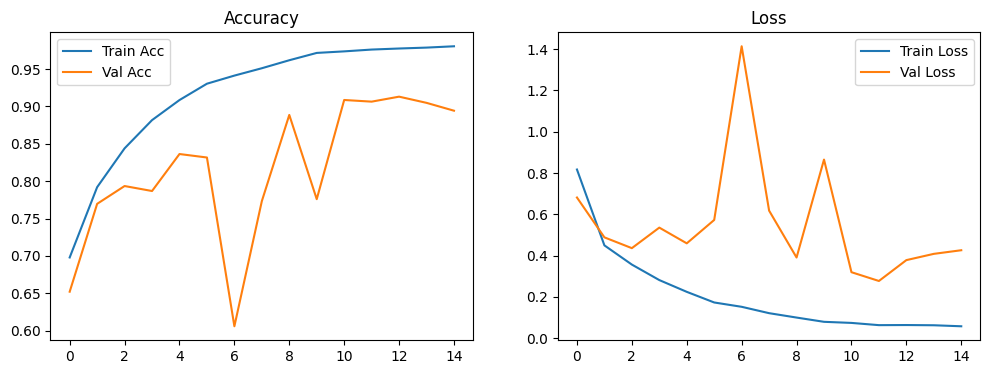 Accuracy
Train Acc
Val Acc
0.95
0.90
0.85
0.80
0.75
0.70
0.65
0.60
0 2 4 6 8 10 12 14
Loss
Train Loss
Val Loss
1.4
1.2
1.0
0.8
0.6
0.4
0.2
0.0
0 2 4 6 8 10 12 14